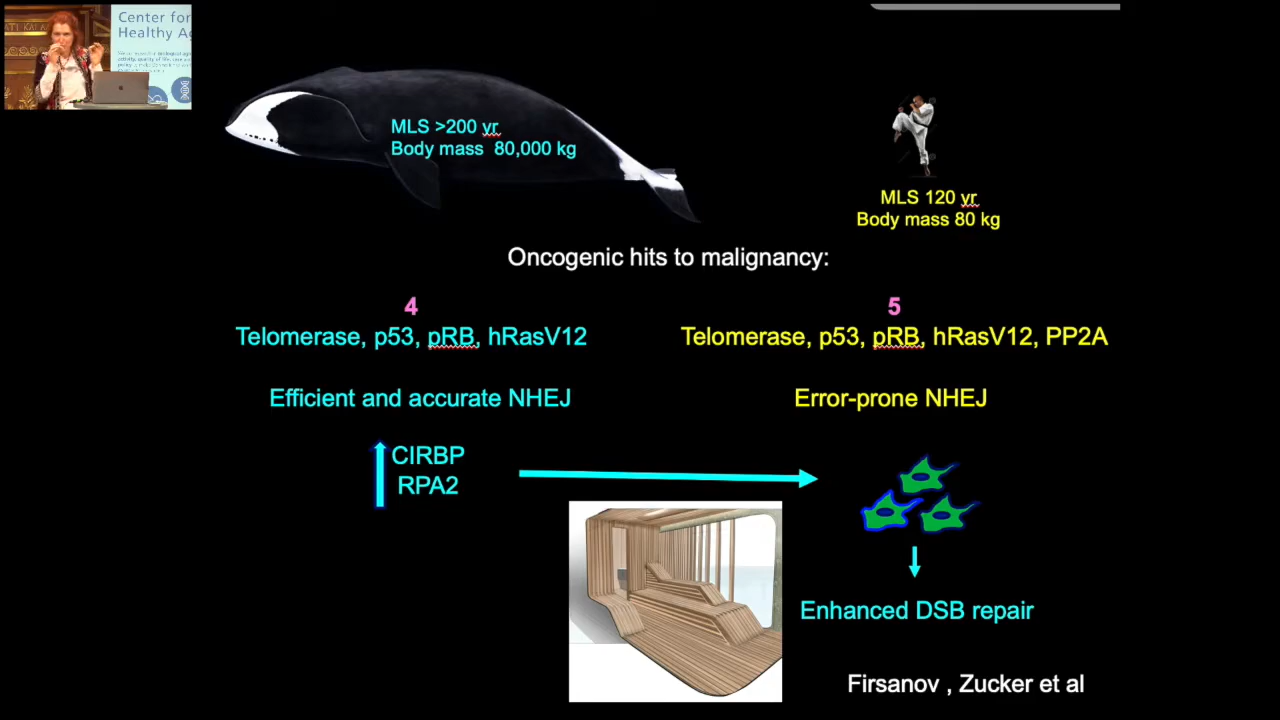 Center for
Healthy Ag
MLS >200 yr
Body mass 80,000 kg
MLS 120 yr
Body mass 80 kg
Oncogenic hits to malignancy:
4
5
Telomerase, p53, pRB, hRasV12
Telomerase, p53, pRB, hRasV12, PP2A
Efficient and accurate NHEJ
Error-prone NHEJ
CIRBP
RPA2
Enhanced DSB repair
Firsanov , Zucker et al